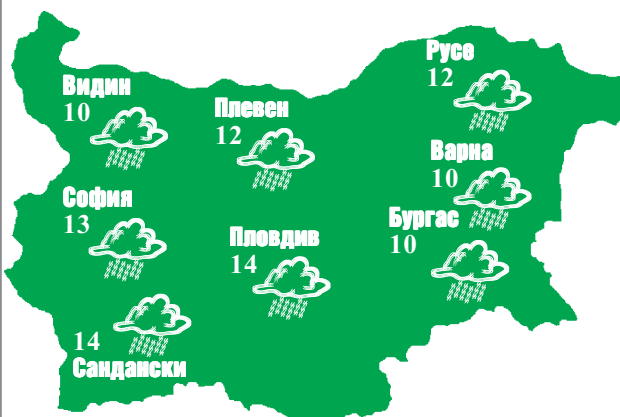 Русе
12
Видин
10
Плевен
12
Варна
10
София
13
Бургас
10
Пловдив
14
14
Сандански